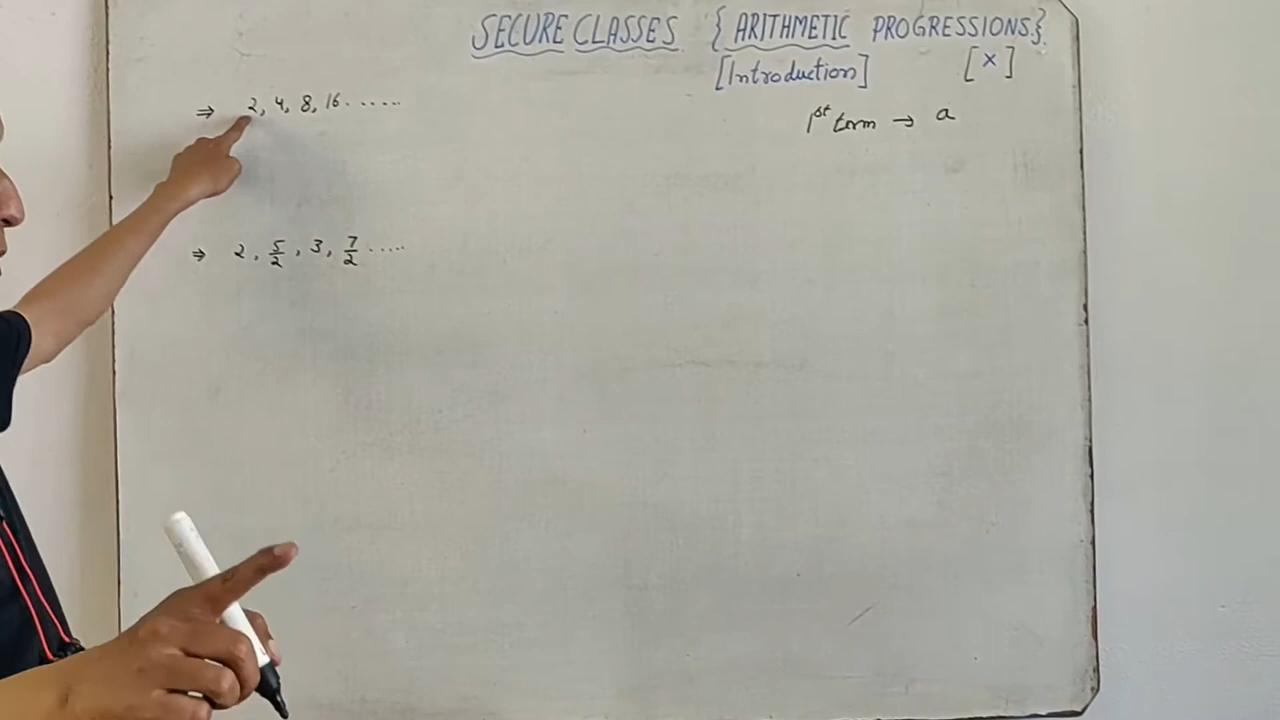 SECURE CLASSES { ARITHMETIC PROGRESSIONS.}
[Introduction] [x]
1st term → a
⇒ 2, 4, 8, 16 ......
⇒ 2, 5/2, 3, 7/2 .....